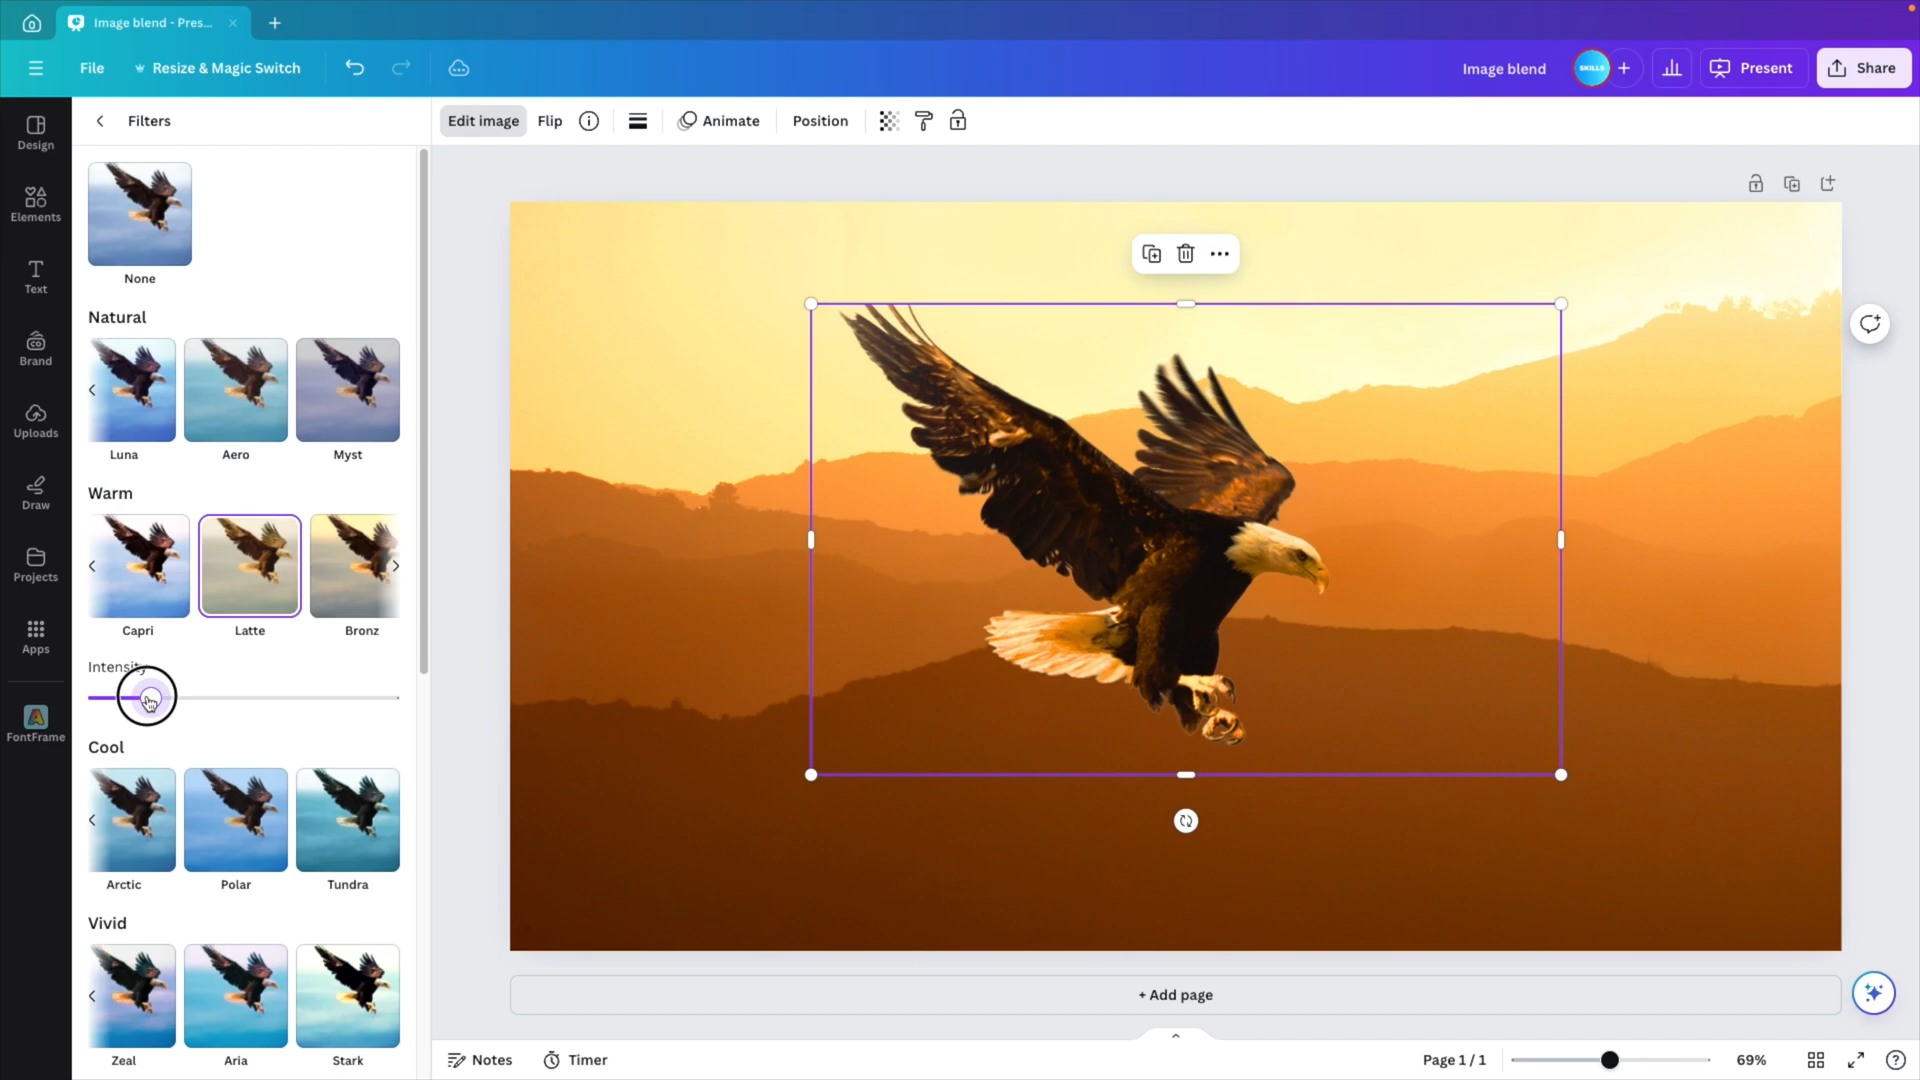 Image blend - Pres...
File
Resize & Magic Switch
Image blend
SKILLS
Present
Share
Design
Elements
Text
Brand
Uploads
Draw
Projects
Apps
FontFrame
Filters
None
Natural
Luna
Aero
Myst
Warm
Capri
Latte
Bronz
Intensity
Cool
Arctic
Polar
Tundra
Vivid
Zeal
Aria
Stark
Edit image
Flip
Animate
Position
+ Add page
Notes
Timer
Page 1 / 1
69%